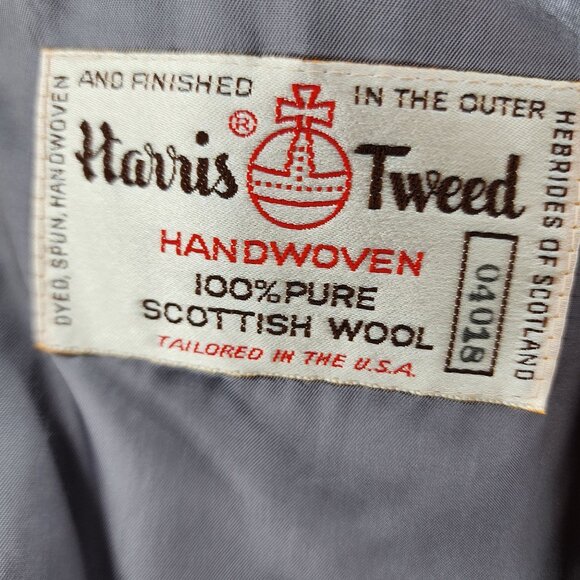 DYED, SPUN, HANDWOVEN
AND FINISHED
IN THE OUTER
HEBRIDES OF SCOTLAND
Harris ® Tweed
HANDWOVEN
100% PURE
SCOTTISH WOOL
TAILORED IN THE U.S.A.
04018